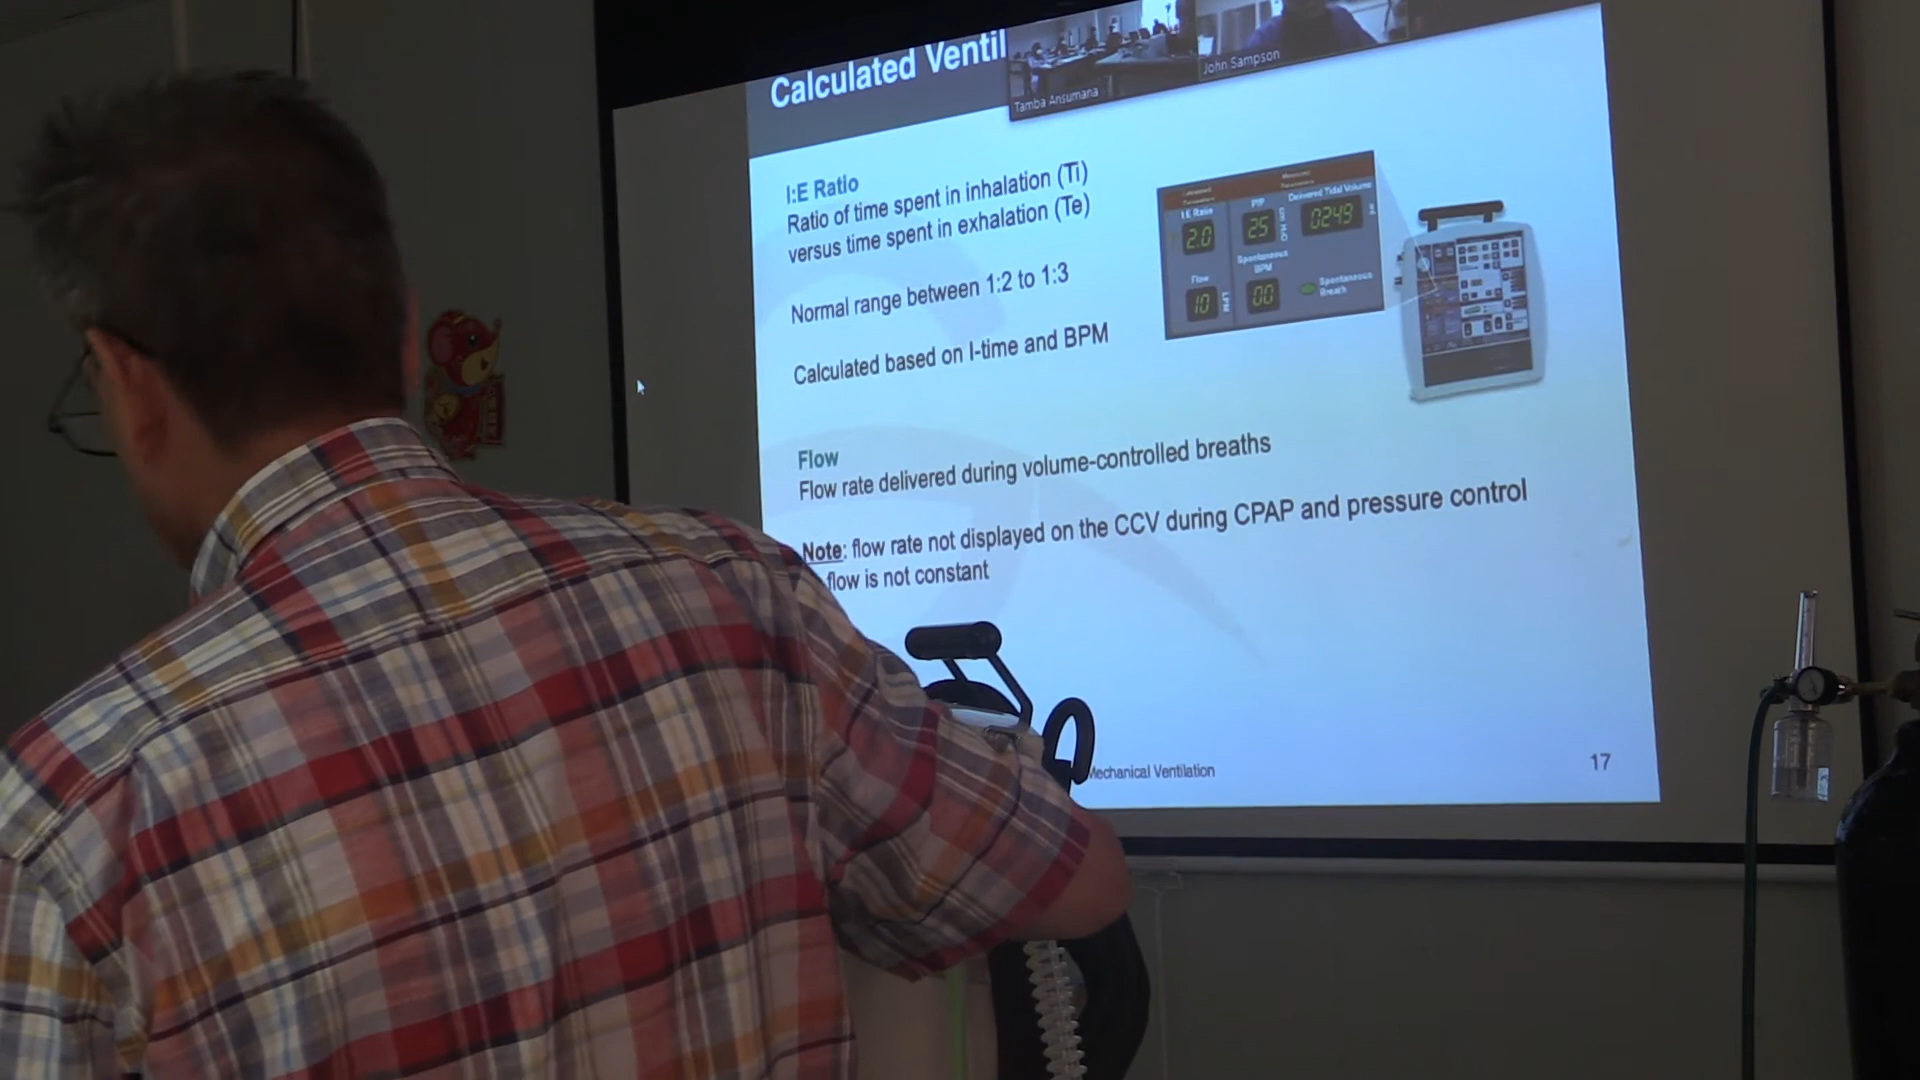 Calculated Ventil
Tamba Ansumana
John Sampson
I:E Ratio
Ratio of time spent in inhalation (Ti)
versus time spent in exhalation (Te)
Normal range between 1:2 to 1:3
Calculated based on I-time and BPM
I:E Ratio
2.0
PIP
25
Delivered Tidal Volume
0249
Flow
10
LPM
Spontaneous
BPM
00
Spontaneous
Breath
Flow
Flow rate delivered during volume-controlled breaths
Note: flow rate not displayed on the CCV during CPAP and pressure control
flow is not constant
Mechanical Ventilation
17